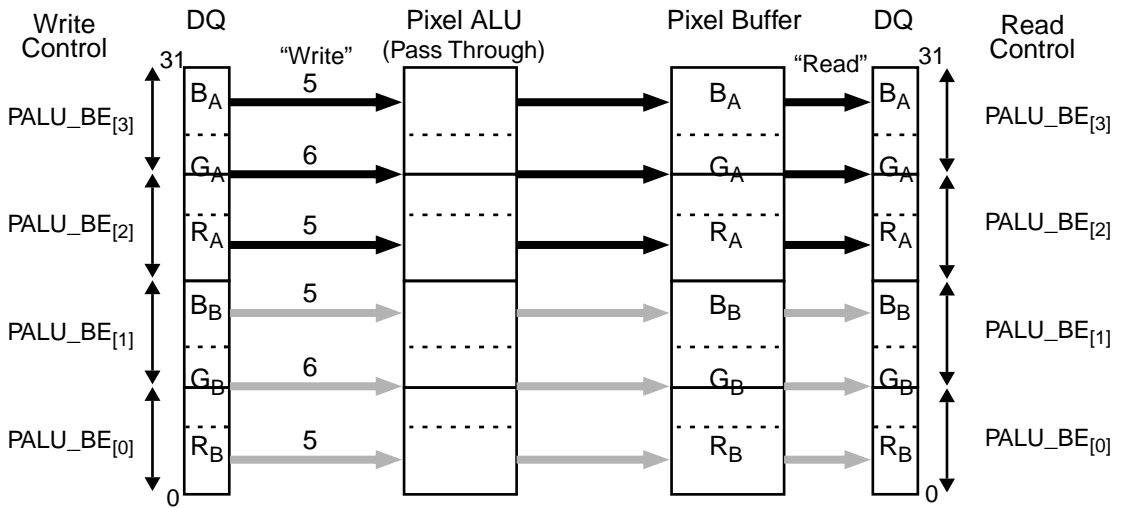 Write
Control
DQ
Pixel ALU
(Pass Through)
Pixel Buffer
DQ
Read
Control
31
“Write”
“Read”
31
PALU_BE[3]
B_A
5
B_A
B_A
PALU_BE[3]
G_A
6
G_A
G_A
PALU_BE[2]
R_A
5
R_A
R_A
PALU_BE[2]
B_B
5
B_B
B_B
PALU_BE[1]
PALU_BE[1]
G_B
6
G_B
G_B
PALU_BE[0]
R_B
5
R_B
R_B
PALU_BE[0]
0
0